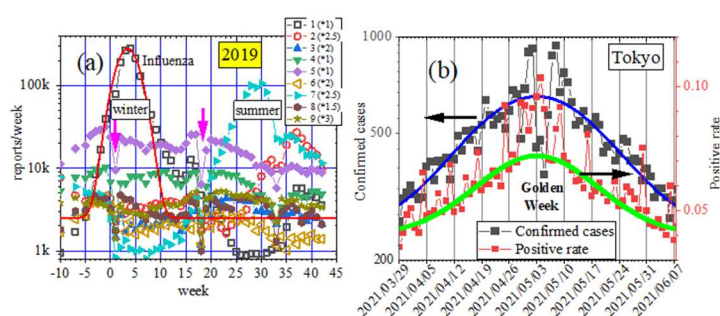 (a)
2019
Influenza
winter
summer
1 (*1)
2 (*2.5)
3 (*2)
4 (*1)
5 (*1)
6 (*2)
7 (*2.5)
8 (*1.5)
9 (*3)
reports/week
100k
10k
1k
-10 -5 0 5 10 15 20 25 30 35 40 45
week
(b)
Tokyo
Confirmed cases
1000
500
200
Golden
Week
Confirmed cases
Positive rate
Positive rate
0.10
0.05
2021/03/29
2021/04/05
2021/04/12
2021/04/19
2021/04/26
2021/05/03
2021/05/10
2021/05/17
2021/05/24
2021/05/31
2021/06/07